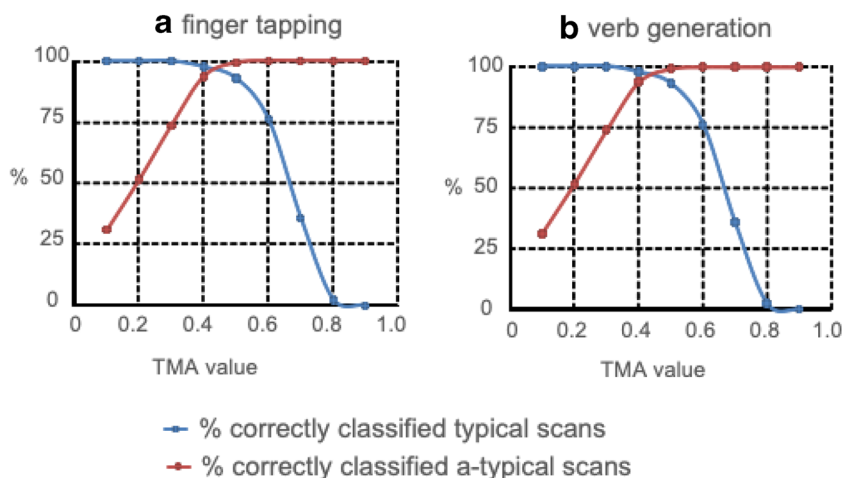 a finger tapping
100
75
% 50
25
0
0 0.2 0.4 0.6 0.8 1.0
TMA value
b verb generation
100
75
% 50
25
0
0 0.2 0.4 0.6 0.8 1.0
TMA value
% correctly classified typical scans
% correctly classified a-typical scans